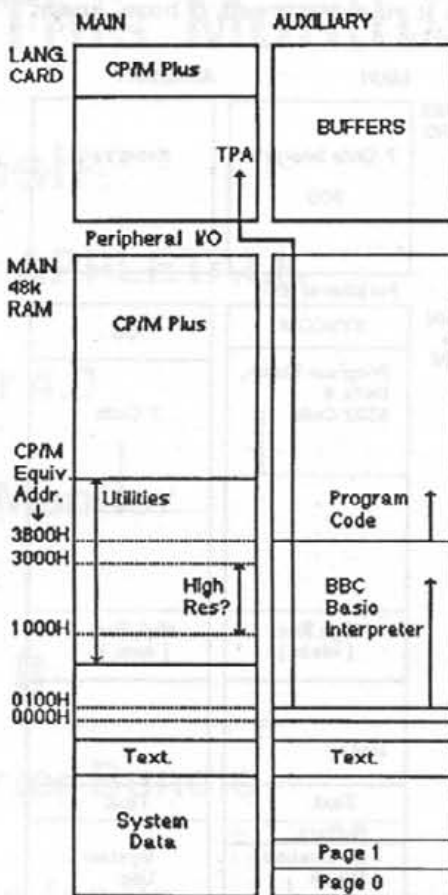 MAIN AUXILIARY
LANG. CARD
CP/M Plus
BUFFERS
TPA
Peripheral I/O
MAIN
48k
RAM
CP/M Plus
CP/M
Equiv
Addr.
Utilities
Program
Code
3800H
3000H
High
Res?
BBC
Basic
Interpreter
1000H
0100H
0000H
Text.
Text.
System
Data
Page 1
Page 0